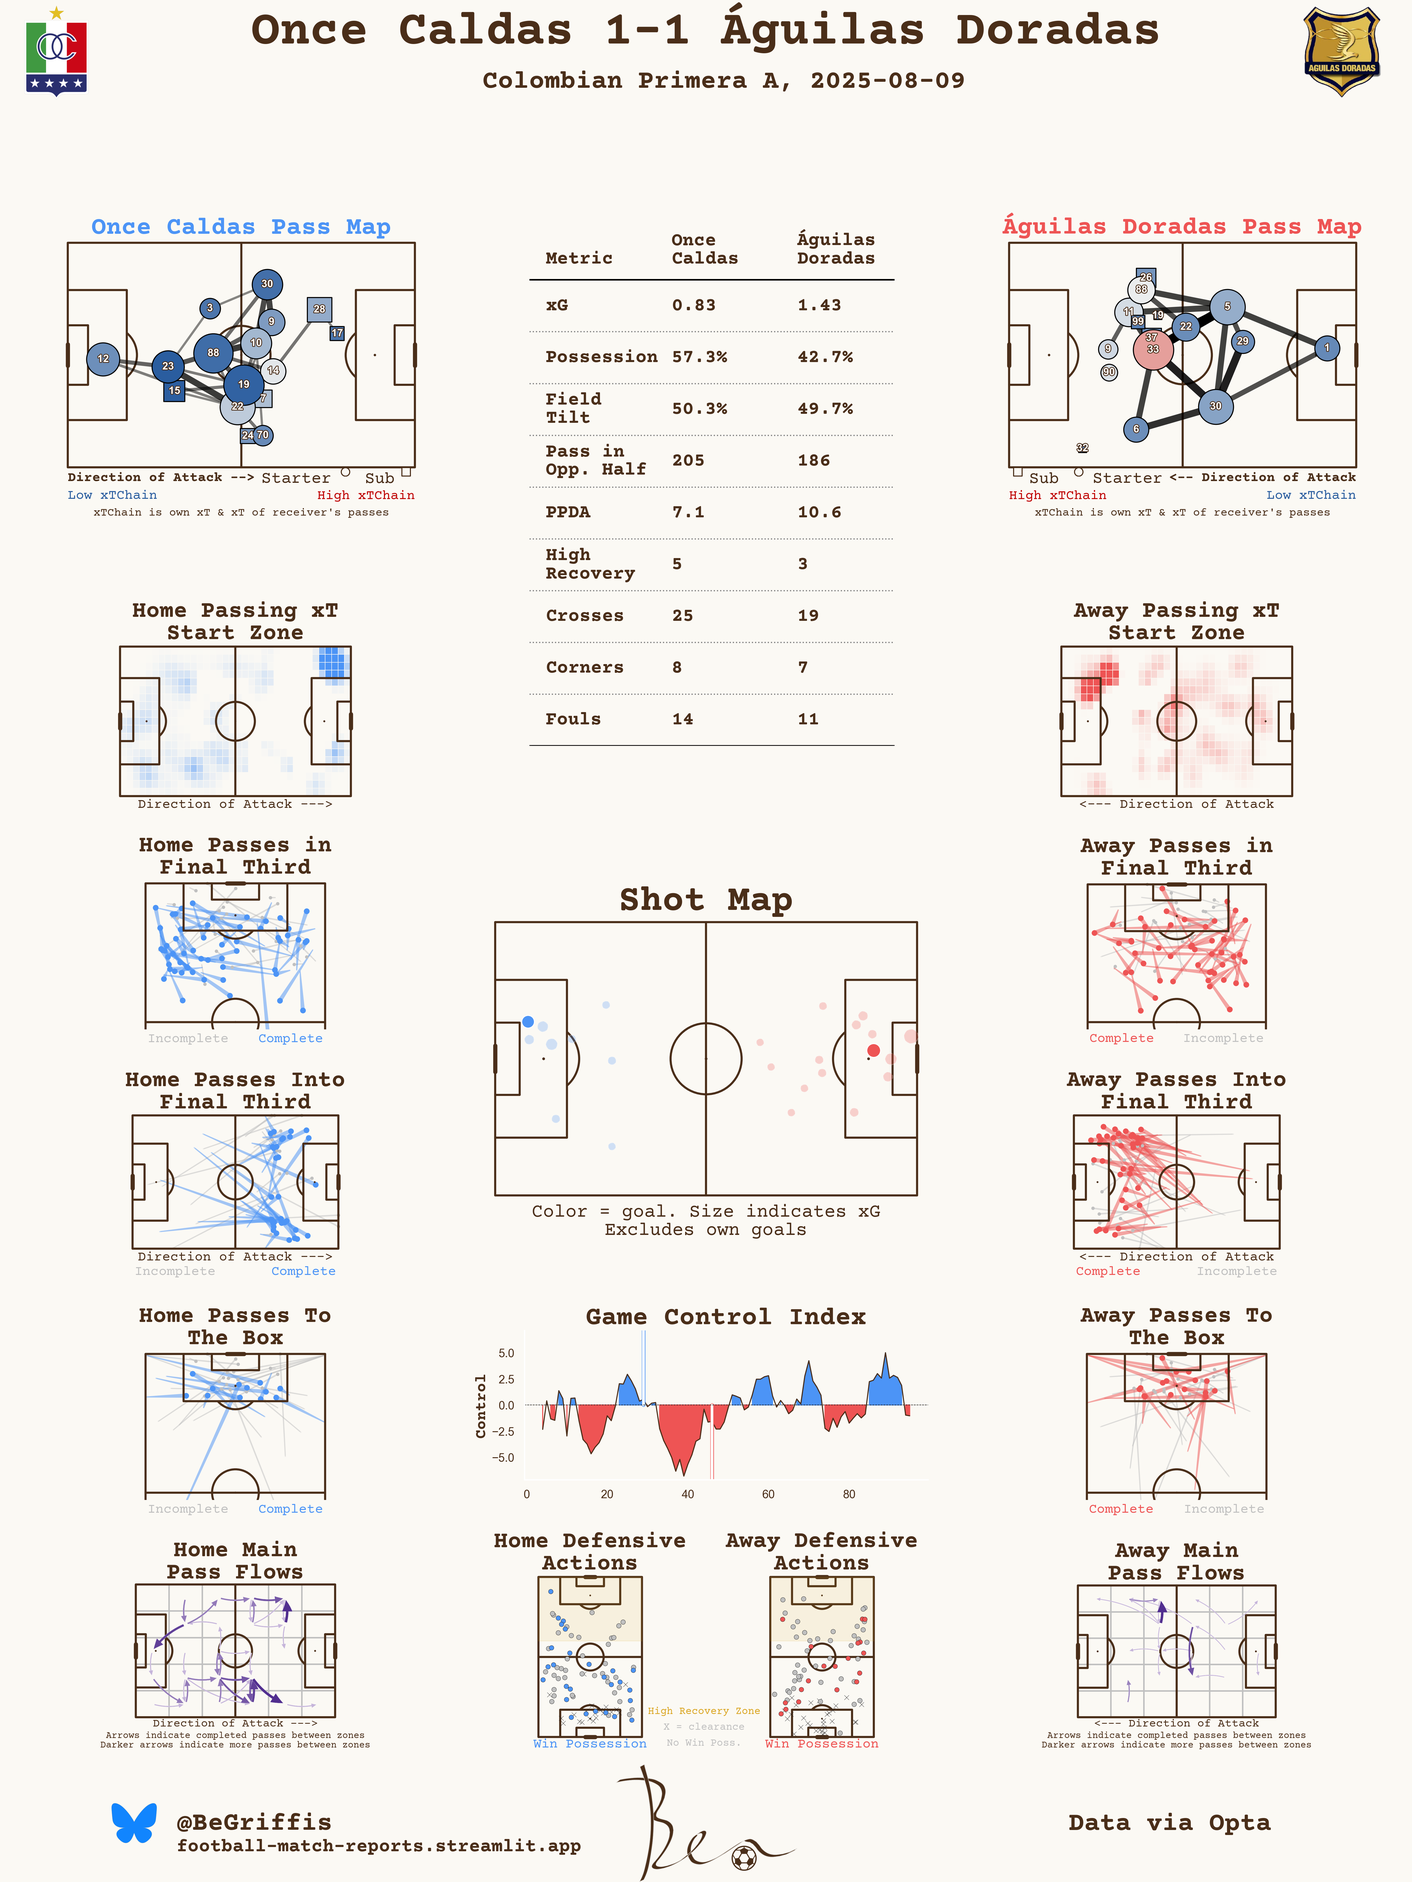 Once Caldas 1-1 Águilas Doradas
Colombian Primera A, 2025-08-09
AGUILAS DORADAS
Once Caldas Pass Map
30
3
9
28
17
10
88
12
23
14
15
19
7
22
24
70
Direction of Attack --> Starter Sub
Low xTChain High xTChain
xTChain is own xT & xT of receiver's passes
Metric Once Caldas Águilas Doradas
xG 0.83 1.43
Possession 57.3% 42.7%
Field Tilt 50.3% 49.7%
Pass in Opp. Half 205 186
PPDA 7.1 10.6
High Recovery 5 3
Crosses 25 19
Corners 8 7
Fouls 14 11
Águilas Doradas Pass Map
26
88
11
99
19
5
22
37
33
29
9
1
90
30
6
32
Sub Starter <-- Direction of Attack
High xTChain Low xTChain
xTChain is own xT & xT of receiver's passes
Home Passing xT
Start Zone
Direction of Attack --->
Away Passing xT
Start Zone
<--- Direction of Attack
Home Passes in
Final Third
Incomplete Complete
Away Passes in
Final Third
Complete Incomplete
Shot Map
Color = goal. Size indicates xG
Excludes own goals
Home Passes Into
Final Third
Direction of Attack --->
Incomplete Complete
Away Passes Into
Final Third
<--- Direction of Attack
Complete Incomplete
Home Passes To
The Box
Incomplete Complete
Game Control Index
Control
5.0
2.5
0.0
−2.5
−5.0
0 20 40 60 80
Away Passes To
The Box
Complete Incomplete
Home Main
Pass Flows
Direction of Attack --->
Arrows indicate completed passes between zones
Darker arrows indicate more passes between zones
Home Defensive
Actions
Win Possession
High Recovery Zone
X = clearance
No Win Poss.
Away Defensive
Actions
Win Possession
Away Main
Pass Flows
<--- Direction of Attack
Arrows indicate completed passes between zones
Darker arrows indicate more passes between zones
@BeGriffis
football-match-reports.streamlit.app
Ben
Data via Opta